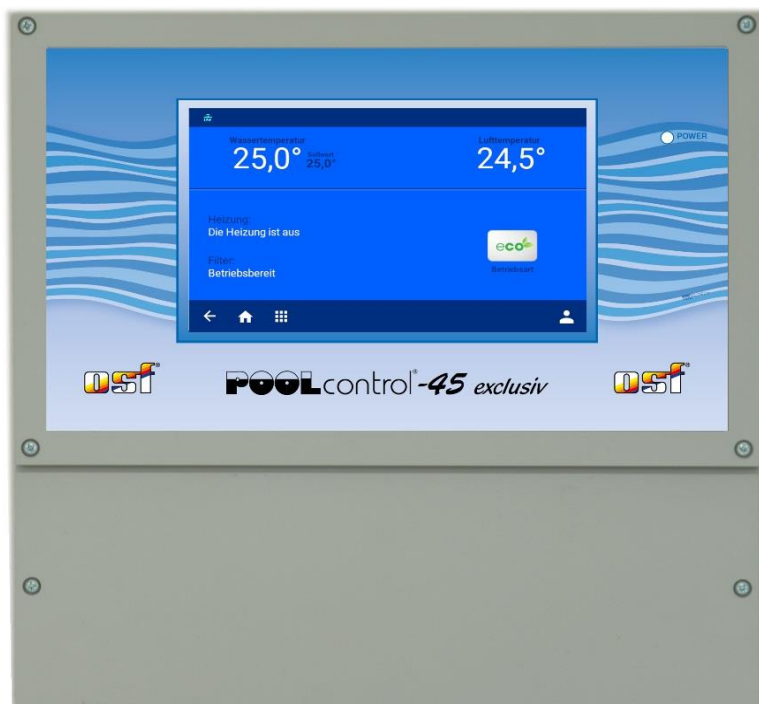 Wassertemperatur
25,0°
Sollwert
25,0°
Lufttemperatur
24,5°
POWER
Heizung:
Die Heizung ist aus
Filter:
Betriebsbereit
eco
Betriebsart
osf®
POOLcontrol®-45 exclusiv
osf®